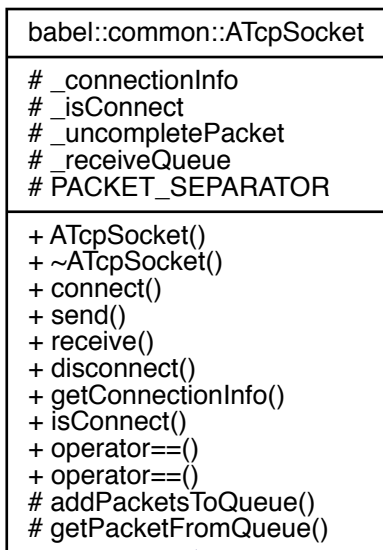 babel::common::ATcpSocket
# _connectionInfo
# _isConnect
# _uncompletePacket
# _receiveQueue
# PACKET_SEPARATOR
+ ATcpSocket()
+ ~ATcpSocket()
+ connect()
+ send()
+ receive()
+ disconnect()
+ getConnectionInfo()
+ isConnect()
+ operator==()
+ operator==()
# addPacketsToQueue()
# getPacketFromQueue()